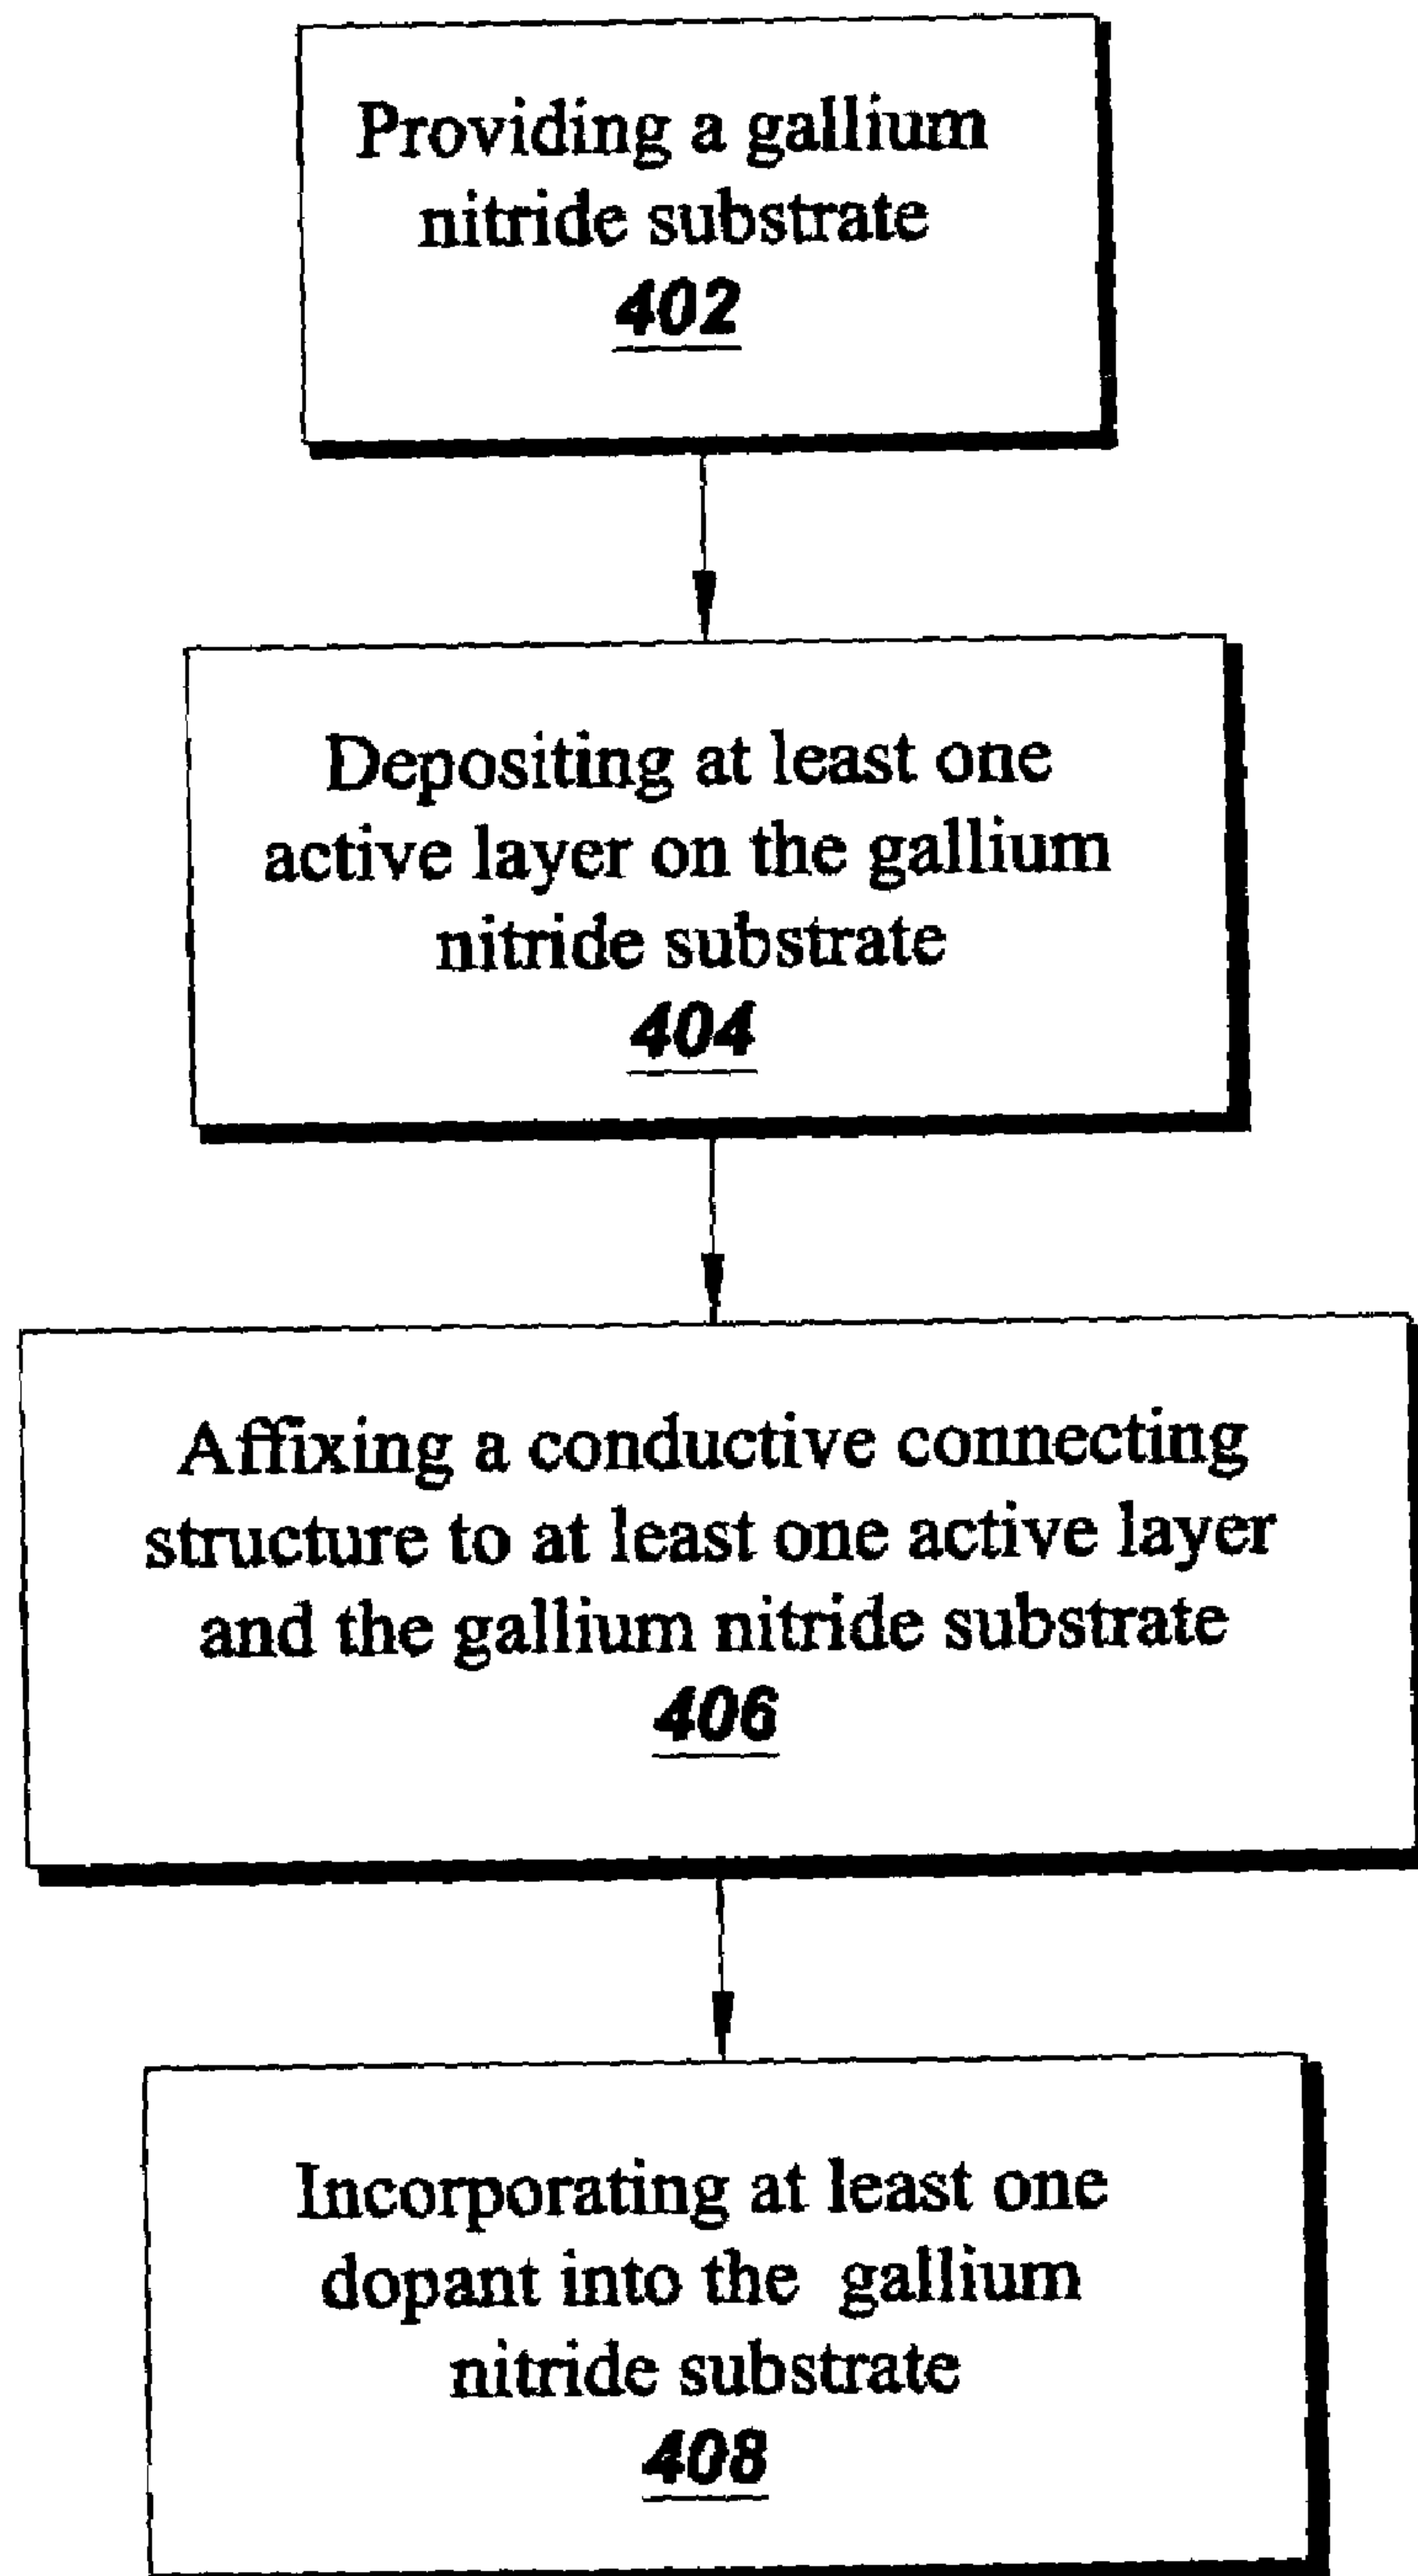 Providing a gallium
nitride substrate
402
Depositing at least one
active layer on the gallium
nitride substrate
404
Affixing a conductive connecting
structure to at least one active layer
and the gallium nitride substrate
406
Incorporating at least one
dopant into the gallium
nitride substrate
408